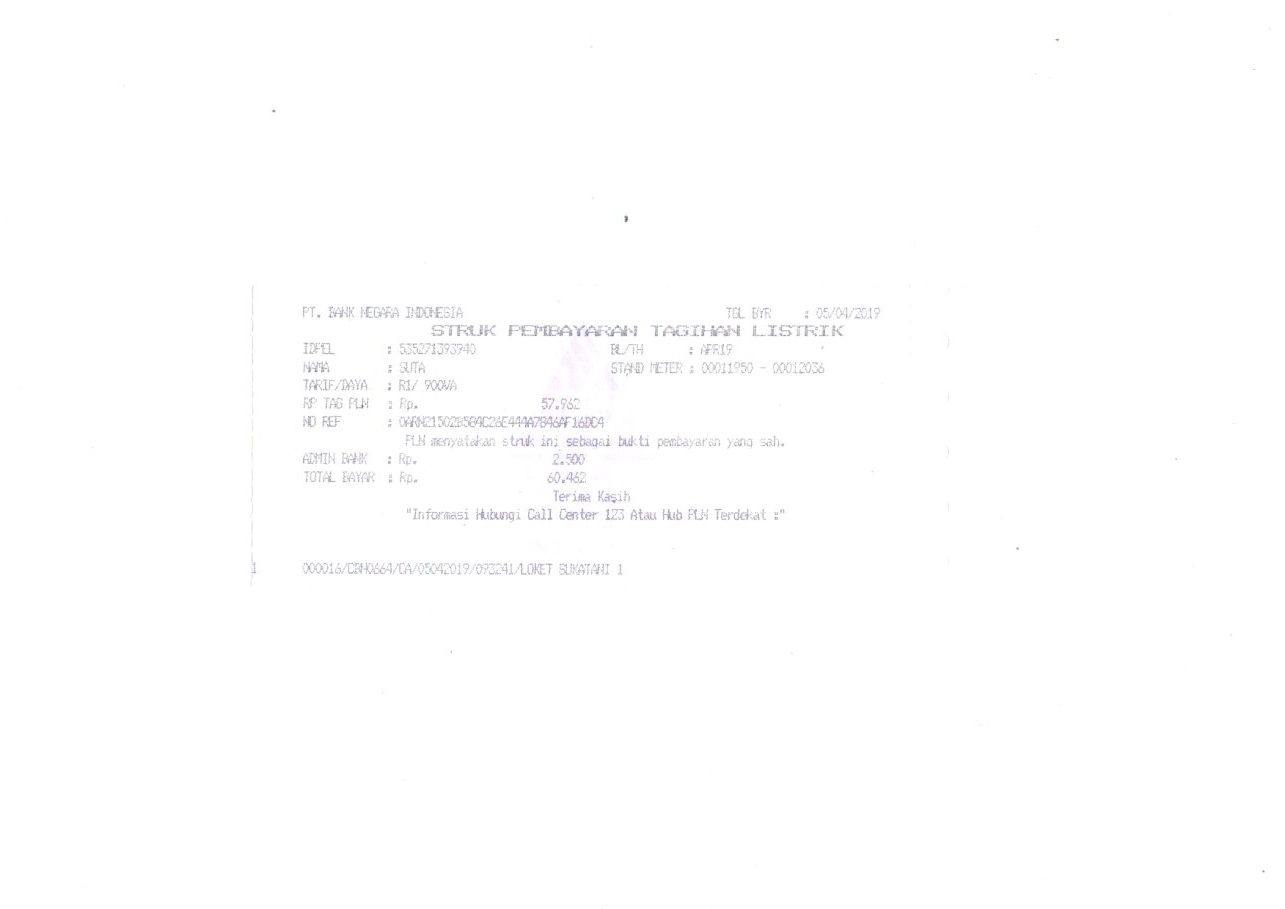 PT. BANK NEGARA INDONESIA TGL BYR : 05/04/2019
STRUK PEMBAYARAN TAGIHAN LISTRIK
IDPEL : 535271393940 BL/TH : APR19
NAMA : SUTA STAND METER : 00011950 - 00012036
TARIF/DAYA : R1/ 900VA
RP TAG PLN : Rp. 57.962
NO REF : 0ARN21502B584C26E444A7846AF16DC4
PLN menyatakan struk ini sebagai bukti pembayaran yang sah.
ADMIN BANK : Rp. 2.500
TOTAL BAYAR : Rp. 60.462
Terima Kasih
"Informasi Hubungi Call Center 123 Atau Hub PLN Terdekat :"
1 000016/CBN0664/CA/05042019/093241/LOKET SUKATANI 1